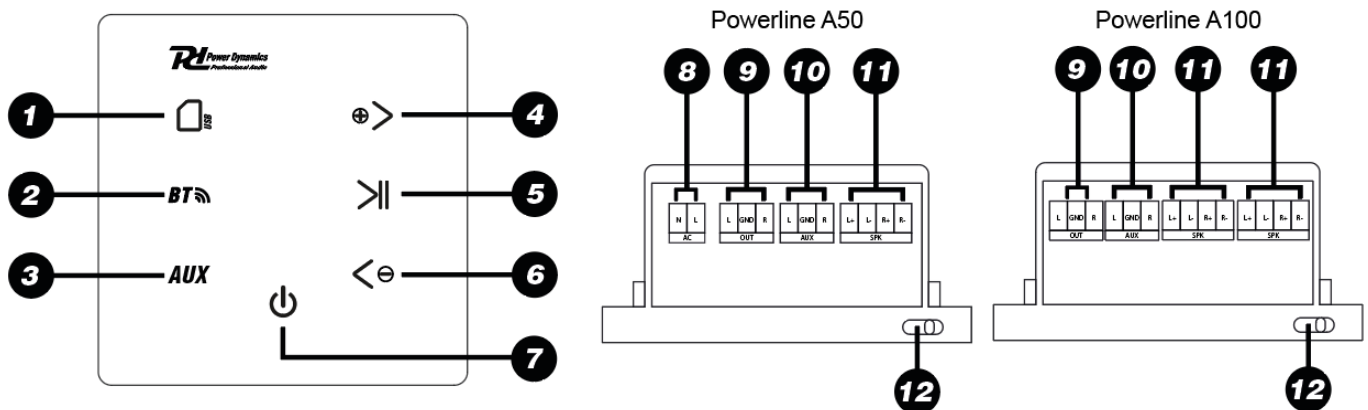 Power Dynamics
Professional Audio
1
USB
4
2
BT
5
3
AUX
6
7
Powerline A50
8 9 10 11
N L L GND R L GND R L+ L- R+ R-
AC OUT AUX SPK
12
Powerline A100
9 10 11 11
L GND R L GND R L+ L- R+ R- L+ L- R+ R-
OUT AUX SPK SPK
12